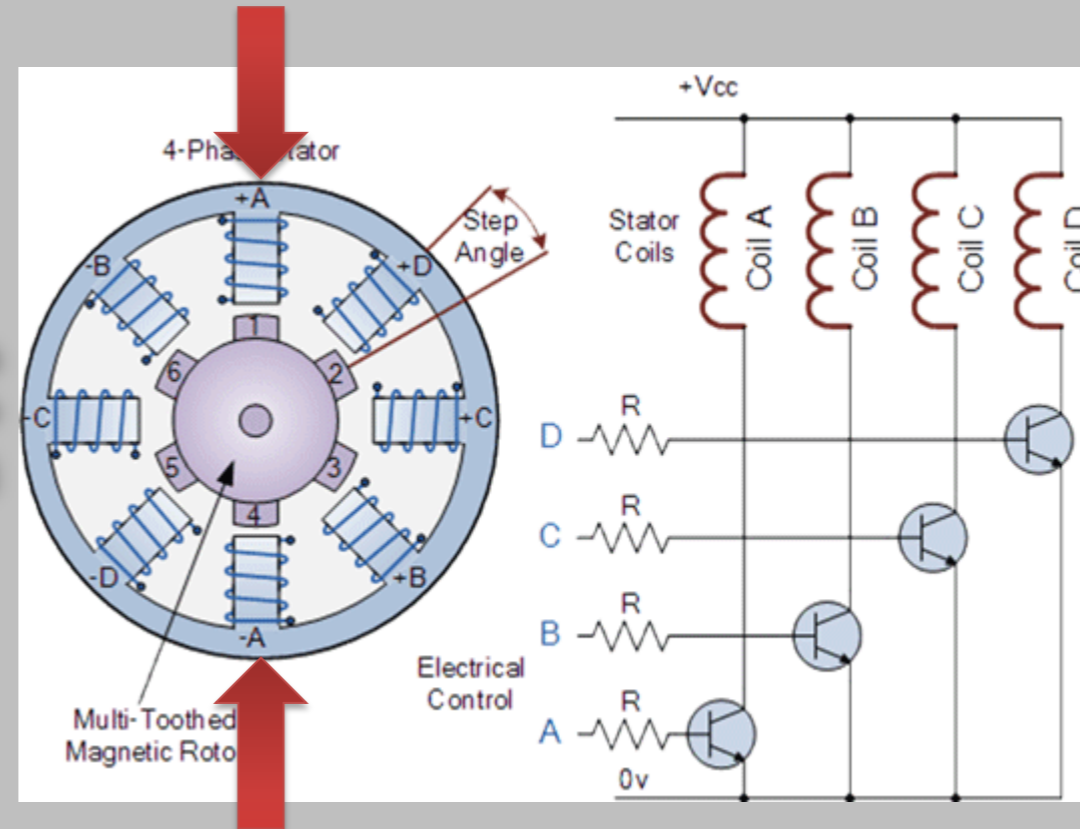 4-Pha tator
+A
-B
+D
Step
Angle
1
6
2
-C
+C
5
3
4
-D
+B
-A
Multi-Toothed
Magnetic Roto
Electrical
Control
+Vcc
Stator
Coils
Coil A
Coil B
Coil C
Coil D
R
D
R
C
R
B
R
A
0v